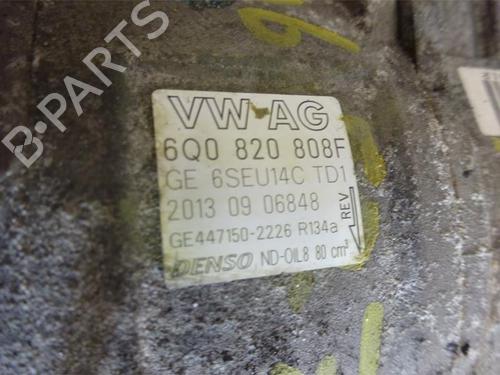 VW AG
6Q0 820 808F
GE 6SEU14C TD1
2013 09 06848
GE447150-2226 R134a
DENSO ND-OIL8 80 cm³
REV
B-PARTS